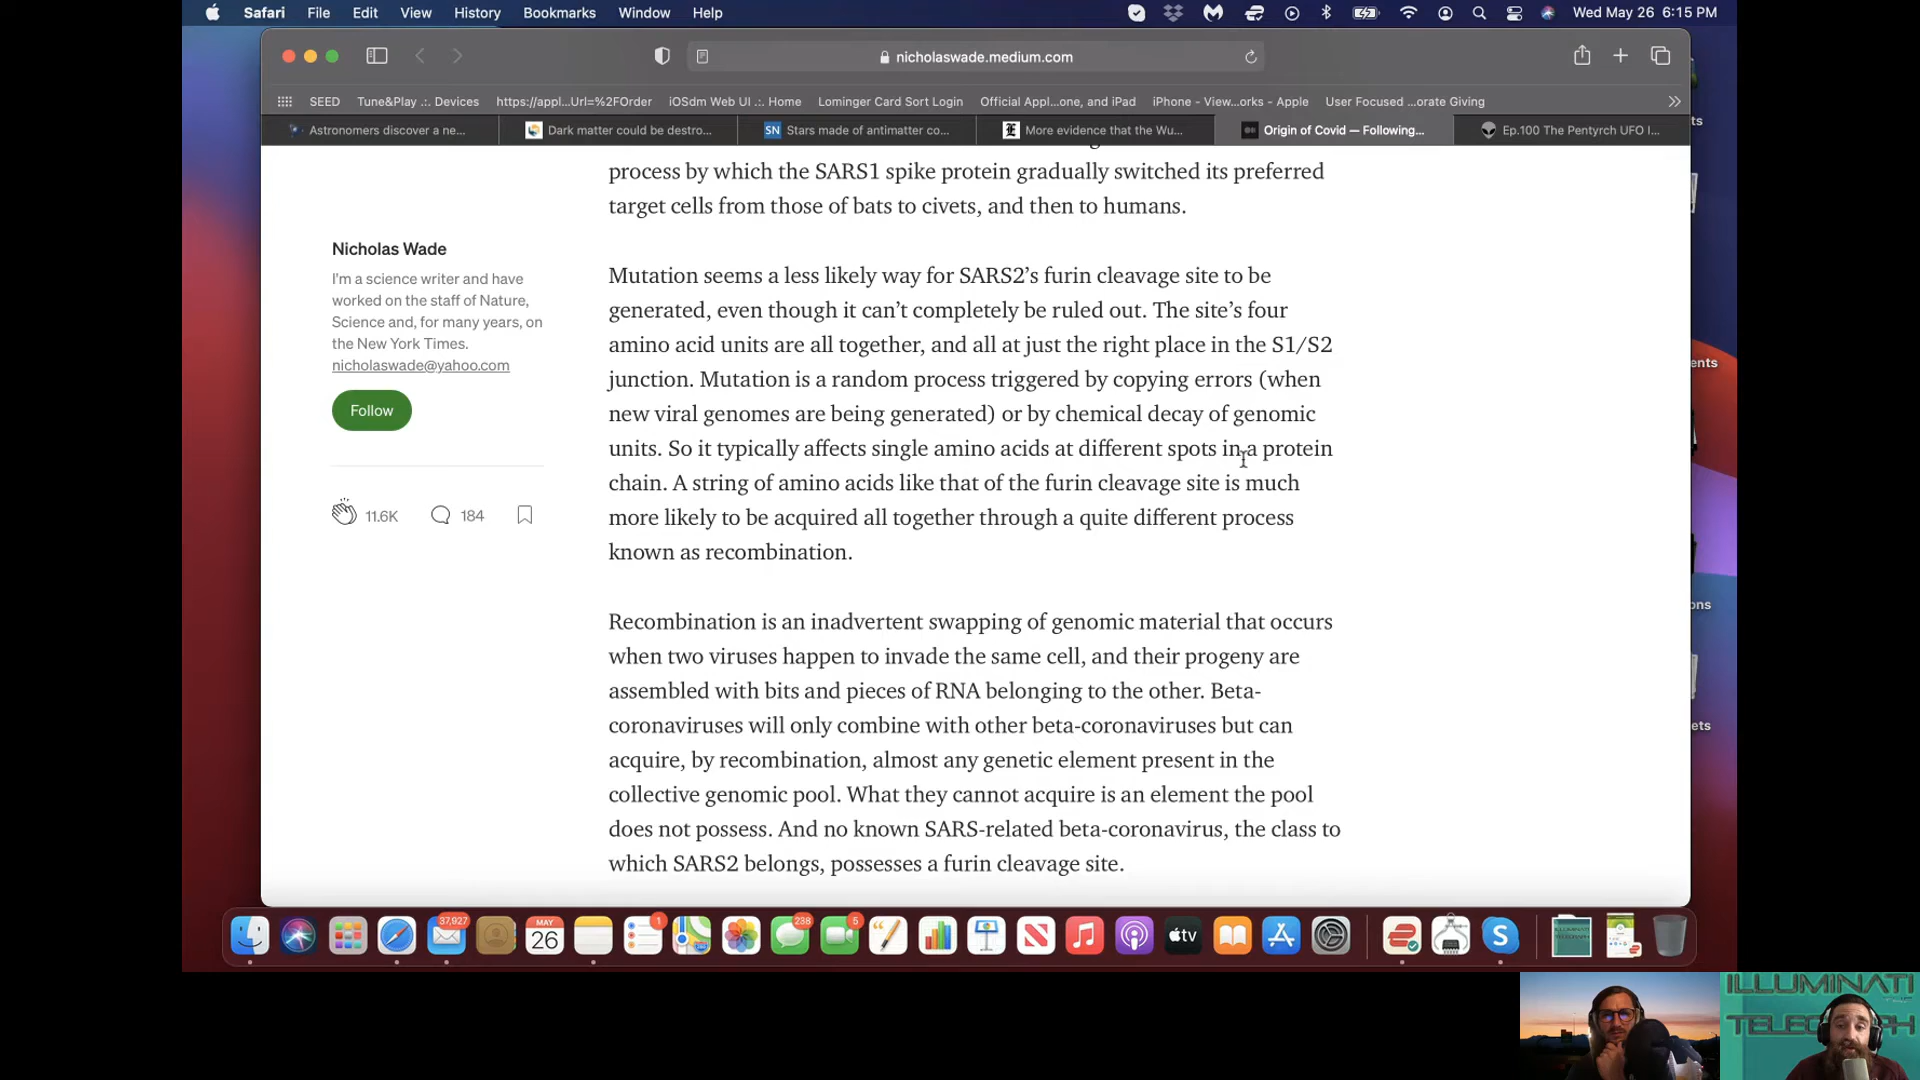 Safari File Edit View History Bookmarks Window Help Wed May 26 6:15 PM
nicholaswade.medium.com
SEED Tune&Play .:. Devices https://appl...Url=%2FOrder iOSdm Web UI .:. Home Lominger Card Sort Login Official Appl...one, and iPad iPhone - View...orks - Apple User Focused ...orate Giving
Astronomers discover a ne... Dark matter could be destro... SN Stars made of antimatter co... More evidence that the Wu... Origin of Covid — Following... Ep.100 The Pentyrch UFO I...
process by which the SARS1 spike protein gradually switched its preferred
target cells from those of bats to civets, and then to humans.
Nicholas Wade
I'm a science writer and have
worked on the staff of Nature,
Science and, for many years, on
the New York Times.
nicholaswade@yahoo.com
Follow
11.6K 184
Mutation seems a less likely way for SARS2’s furin cleavage site to be
generated, even though it can’t completely be ruled out. The site’s four
amino acid units are all together, and all at just the right place in the S1/S2
junction. Mutation is a random process triggered by copying errors (when
new viral genomes are being generated) or by chemical decay of genomic
units. So it typically affects single amino acids at different spots in a protein
chain. A string of amino acids like that of the furin cleavage site is much
more likely to be acquired all together through a quite different process
known as recombination.
Recombination is an inadvertent swapping of genomic material that occurs
when two viruses happen to invade the same cell, and their progeny are
assembled with bits and pieces of RNA belonging to the other. Beta-
coronaviruses will only combine with other beta-coronaviruses but can
acquire, by recombination, almost any genetic element present in the
collective genomic pool. What they cannot acquire is an element the pool
does not possess. And no known SARS-related beta-coronavirus, the class to
which SARS2 belongs, possesses a furin cleavage site.
ts
ents
ons
ets
37,927 MAY 26 1 238 5 tv
ILLUMINATI